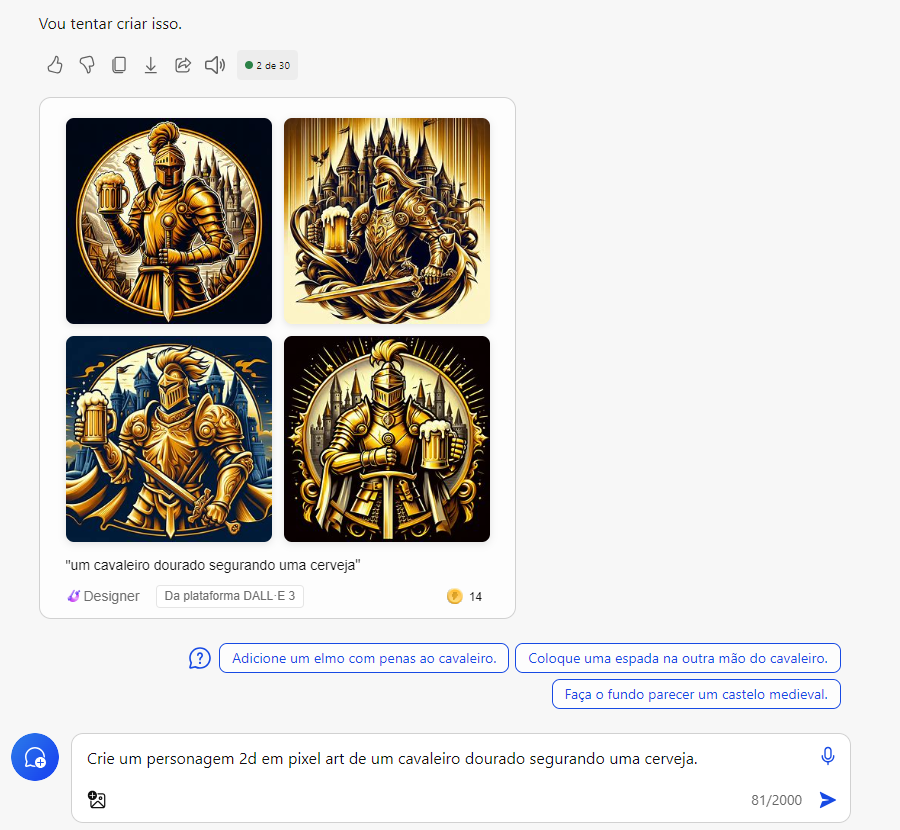 Vou tentar criar isso.
2 de 30
"um cavaleiro dourado segurando uma cerveja"
Designer
Da plataforma DALL·E 3
14
Adicione um elmo com penas ao cavaleiro.
Coloque uma espada na outra mão do cavaleiro.
Faça o fundo parecer um castelo medieval.
Crie um personagem 2d em pixel art de um cavaleiro dourado segurando uma cerveja.
81/2000